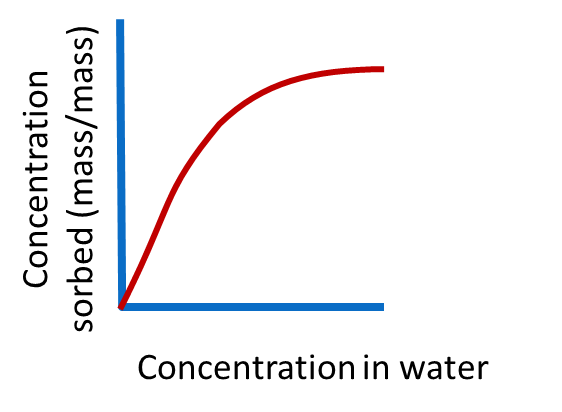 Concentration
sorbed (mass/mass)
Concentration in water